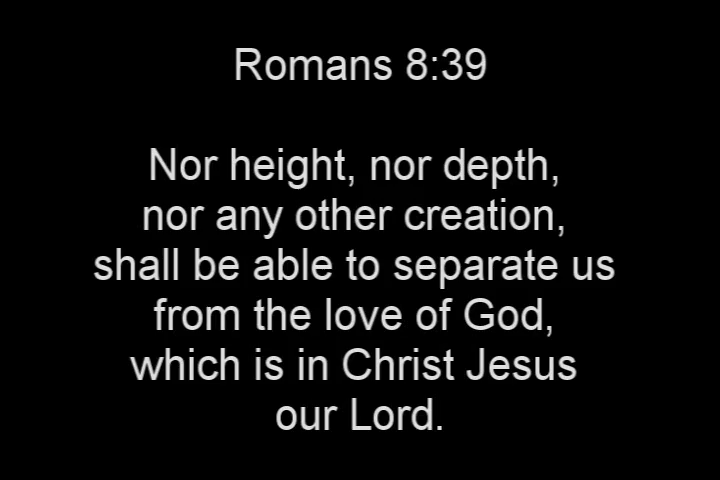 Romans 8:39
Nor height, nor depth,
nor any other creation,
shall be able to separate us
from the love of God,
which is in Christ Jesus
our Lord.